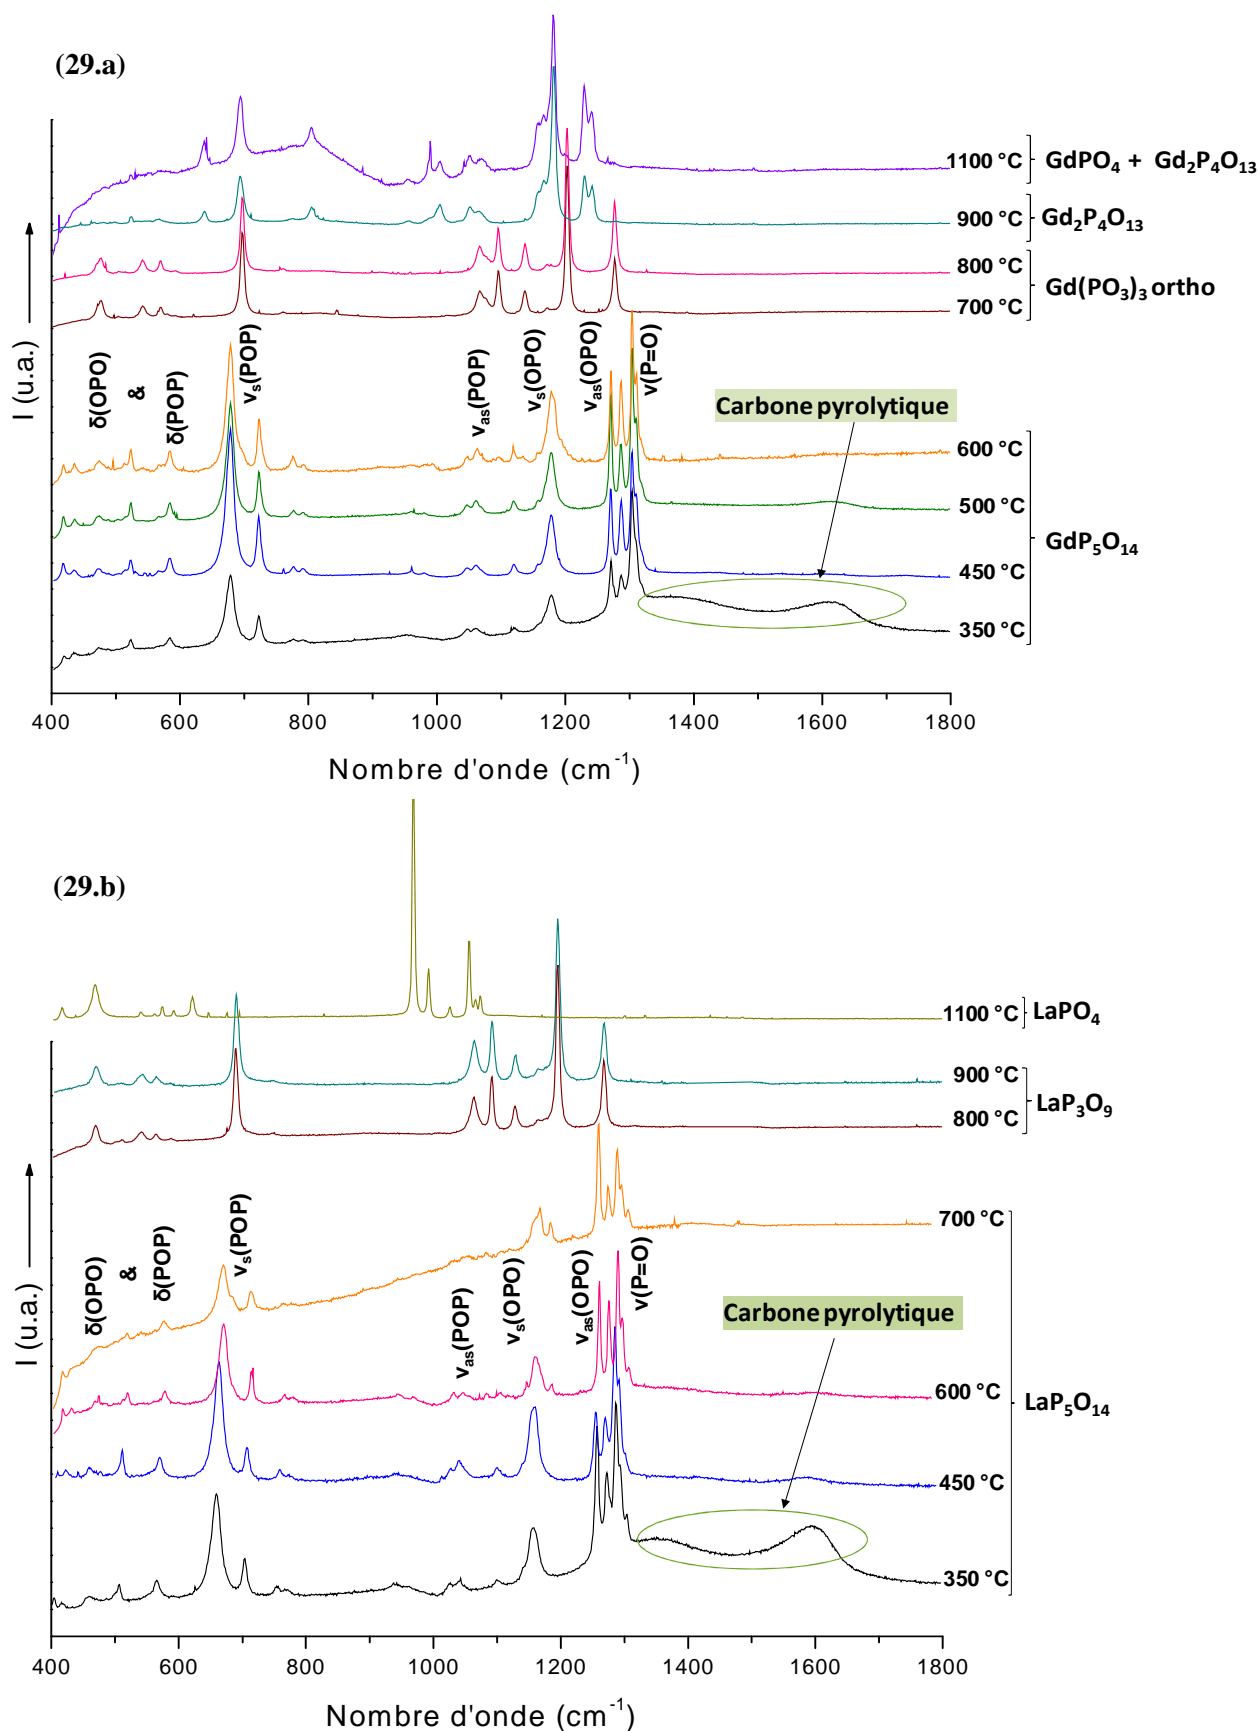 (29.a)
1100 °C
GdPO₄ + Gd₂P₄O₁₃
900 °C
Gd₂P₄O₁₃
800 °C
700 °C
Gd(PO₃)₃ ortho
I (u.a.)
δ(OPO)
&
δ(POP)
νs(POP)
νas(POP)
νs(OPO)
νas(OPO)
ν(P=O)
Carbone pyrolytique
600 °C
500 °C
450 °C
350 °C
GdP₅O₁₄
400 600 800 1000 1200 1400 1600 1800
Nombre d'onde (cm⁻¹)
(29.b)
1100 °C
LaPO₄
900 °C
800 °C
LaP₃O₉
I (u.a.)
δ(OPO)
&
δ(POP)
νs(POP)
νas(POP)
νs(OPO)
νas(OPO)
ν(P=O)
Carbone pyrolytique
700 °C
600 °C
450 °C
350 °C
LaP₅O₁₄
400 600 800 1000 1200 1400 1600 1800
Nombre d'onde (cm⁻¹)